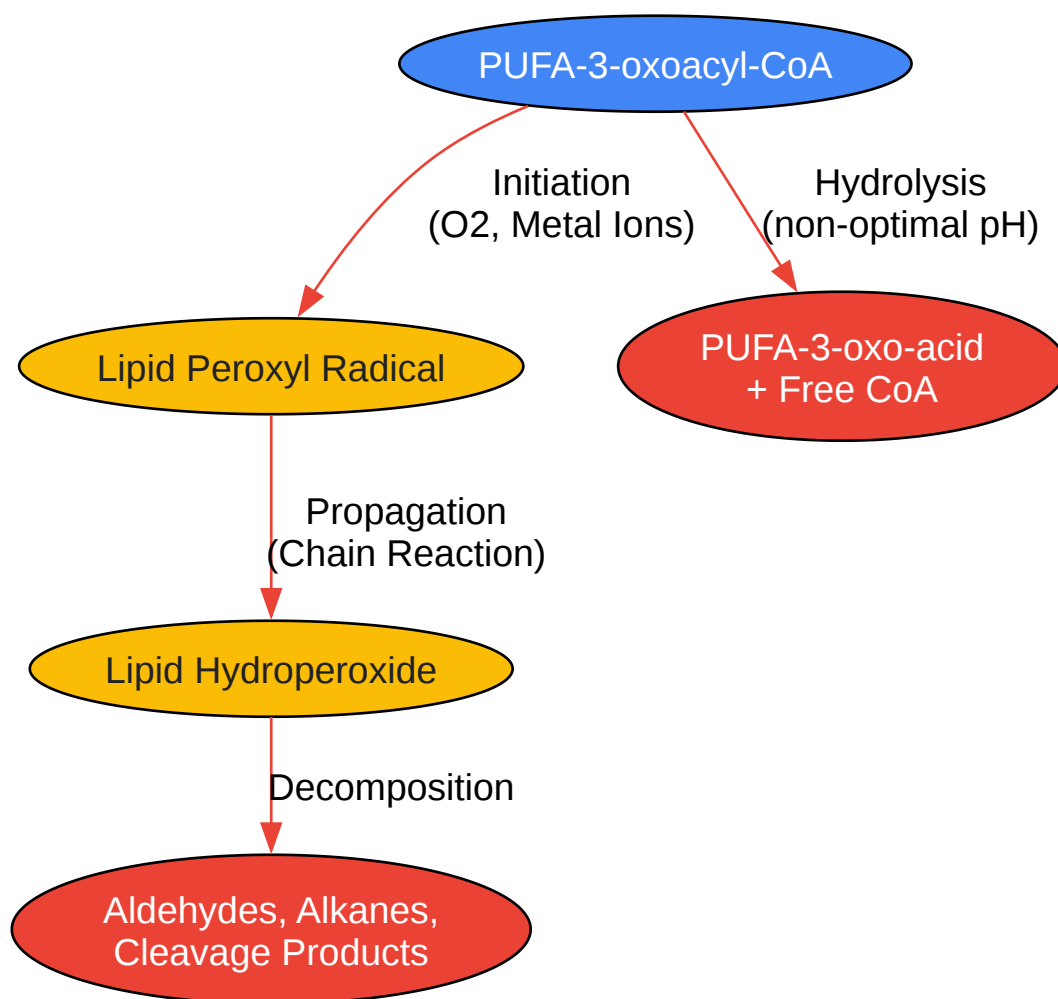 PUFA-3-oxoacyl-CoA
Initiation
(O2, Metal Ions)
Hydrolysis
(non-optimal pH)
Lipid Peroxyl Radical
PUFA-3-oxo-acid
+ Free CoA
Propagation
(Chain Reaction)
Lipid Hydroperoxide
Decomposition
Aldehydes, Alkanes,
Cleavage Products